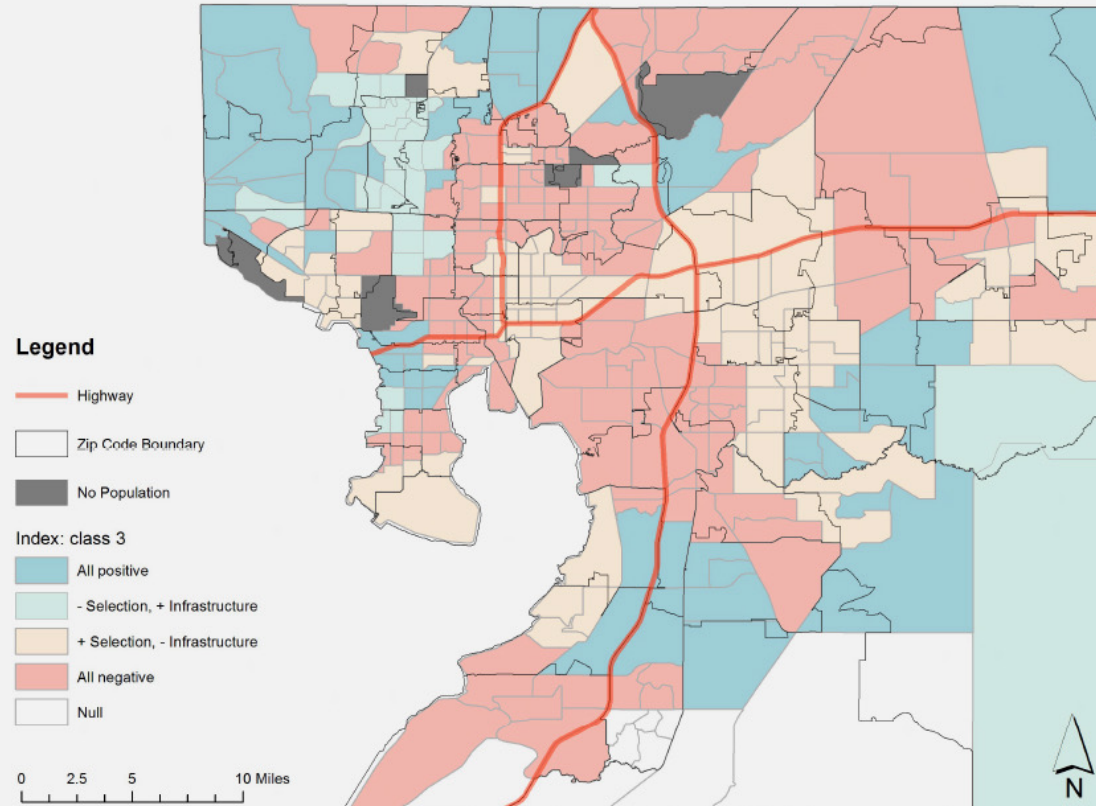 Legend
Highway
Zip Code Boundary
No Population
Index: class 3
All positive
- Selection, + Infrastructure
+ Selection, - Infrastructure
All negative
Null
0 2.5 5 10 Miles
N